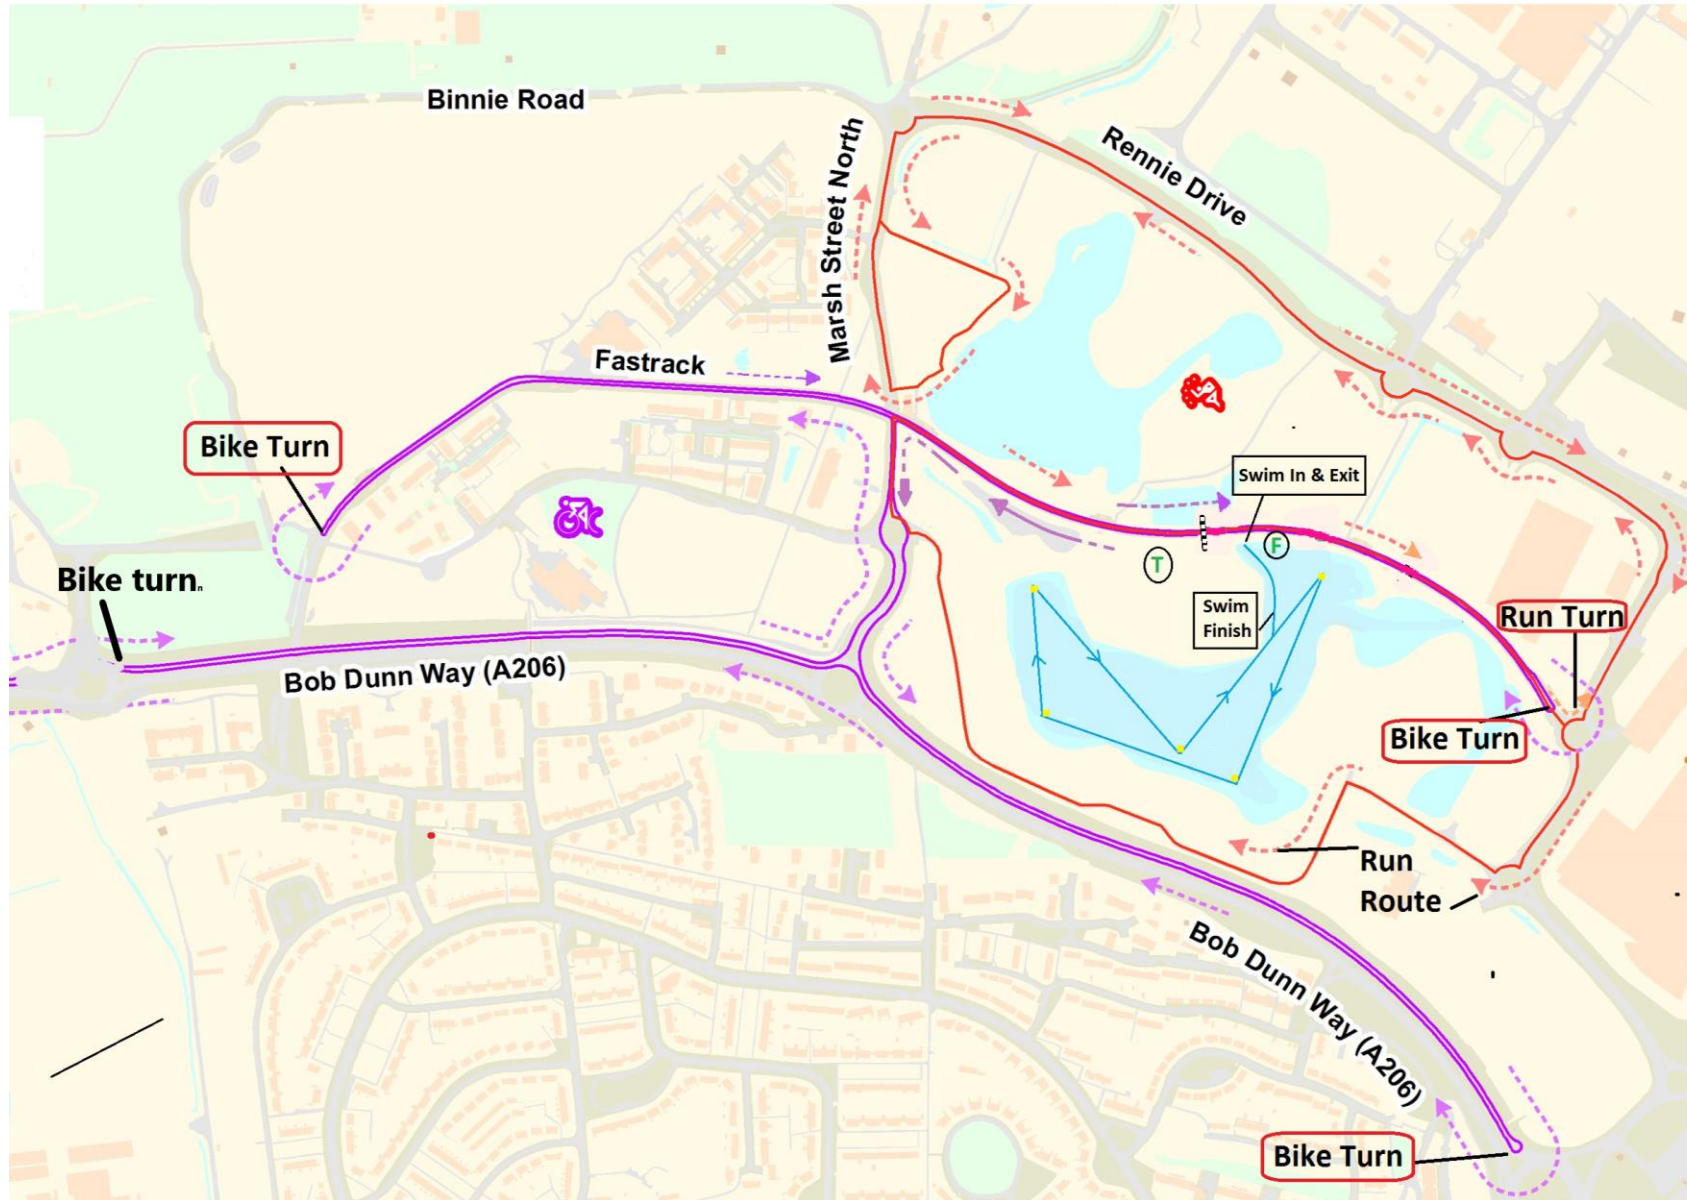 Binnie Road
Marsh Street North
Rennie Drive
Fastrack
Bike Turn
Swim In & Exit
T
F
Bike turn.
Swim
Finish
Run Turn
Bob Dunn Way (A206)
Bike Turn
Run
Route
Bob Dunn Way (A206)
Bike Turn